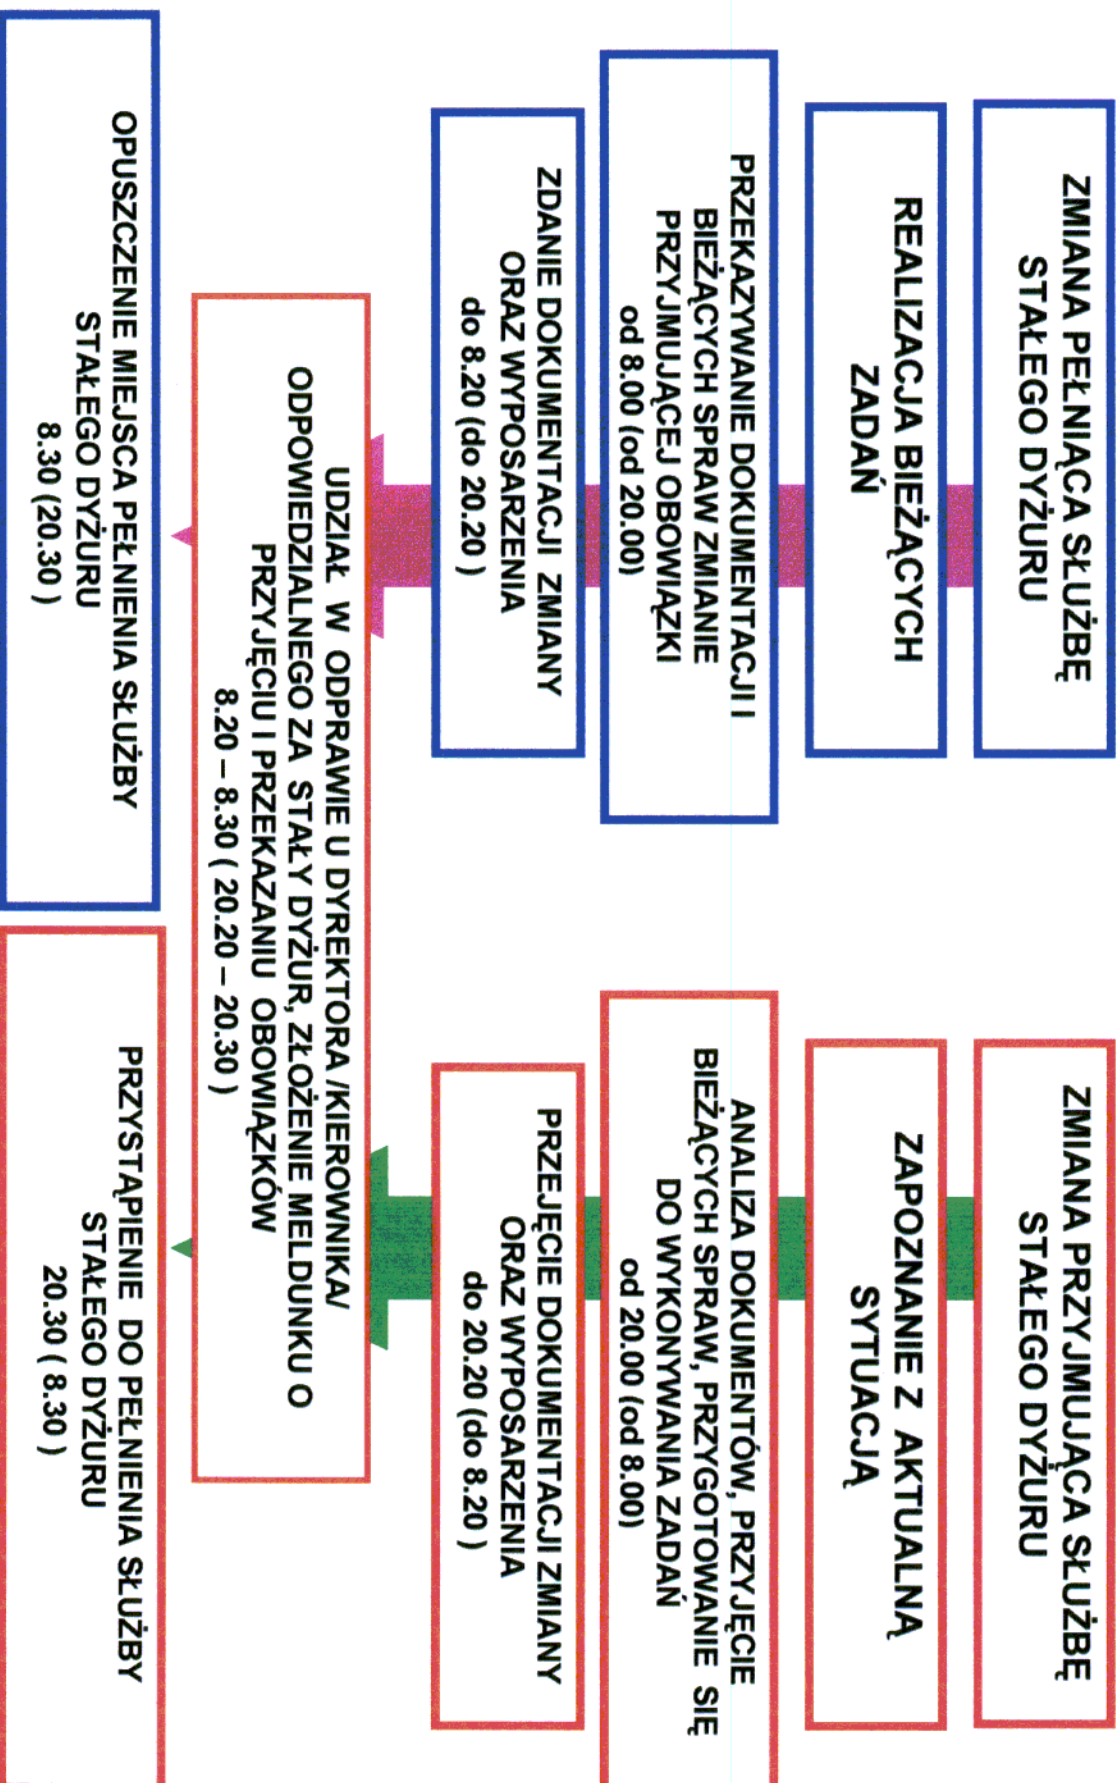 ZMIANA PEŁNIĄCA SŁUŻBĘ
STAŁEGO DYŻURU
ZMIANA PRZYJMUJĄCA SŁUŻBĘ
STAŁEGO DYŻURU
REALIZACJA BIEŻĄCYCH
ZADAŃ
ZAPOZNANIE Z AKTUALNĄ
SYTUACJĄ
PRZEKAZYWANIE DOKUMENTACJI I
BIEŻĄCYCH SPRAW ZMIANIE
PRZYJMUJĄCEJ OBOWIĄZKI
od 8.00 (od 20.00)
ANALIZA DOKUMENTÓW, PRZYJĘCIE
BIEŻĄCYCH SPRAW, PRZYGOTOWANIE SIĘ
DO WYKONYWANIA ZADAŃ
od 20.00 (od 8.00)
ZDANIE DOKUMENTACJI ZMIANY
ORAZ WYPOSARZENIA
do 8.20 (do 20.20 )
PRZEJĘCIE DOKUMENTACJI ZMIANY
ORAZ WYPOSARZENIA
do 20.20 (do 8.20 )
UDZIAŁ W ODPRAWIE U DYREKTORA /KIEROWNIKA/
ODPOWIEDZIALNEGO ZA STAŁY DYŻUR, ZŁOŻENIE MELDUNKU O
PRZYJĘCIU I PRZEKAZANIU OBOWIĄZKÓW
8.20 – 8.30 ( 20.20 – 20.30 )
OPUSZCZENIE MIEJSCA PEŁNIENIA SŁUŻBY
STAŁEGO DYŻURU
8.30 (20.30 )
PRZYSTĄPIENIE DO PEŁNIENIA SŁUŻBY
STAŁEGO DYŻURU
20.30 ( 8.30 )